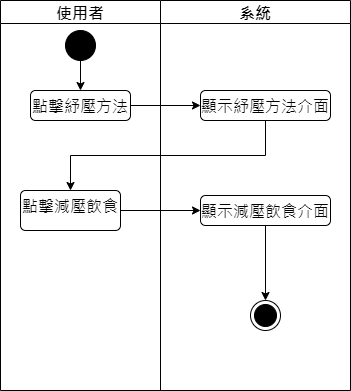 使用者
系統
點擊紓壓方法
顯示紓壓方法介面
點擊減壓飲食
顯示減壓飲食介面